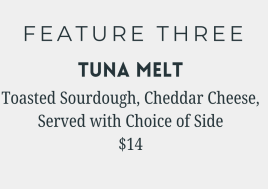 FEATURE THREE
TUNA MELT
Toasted Sourdough, Cheddar Cheese,
Served with Choice of Side
$14